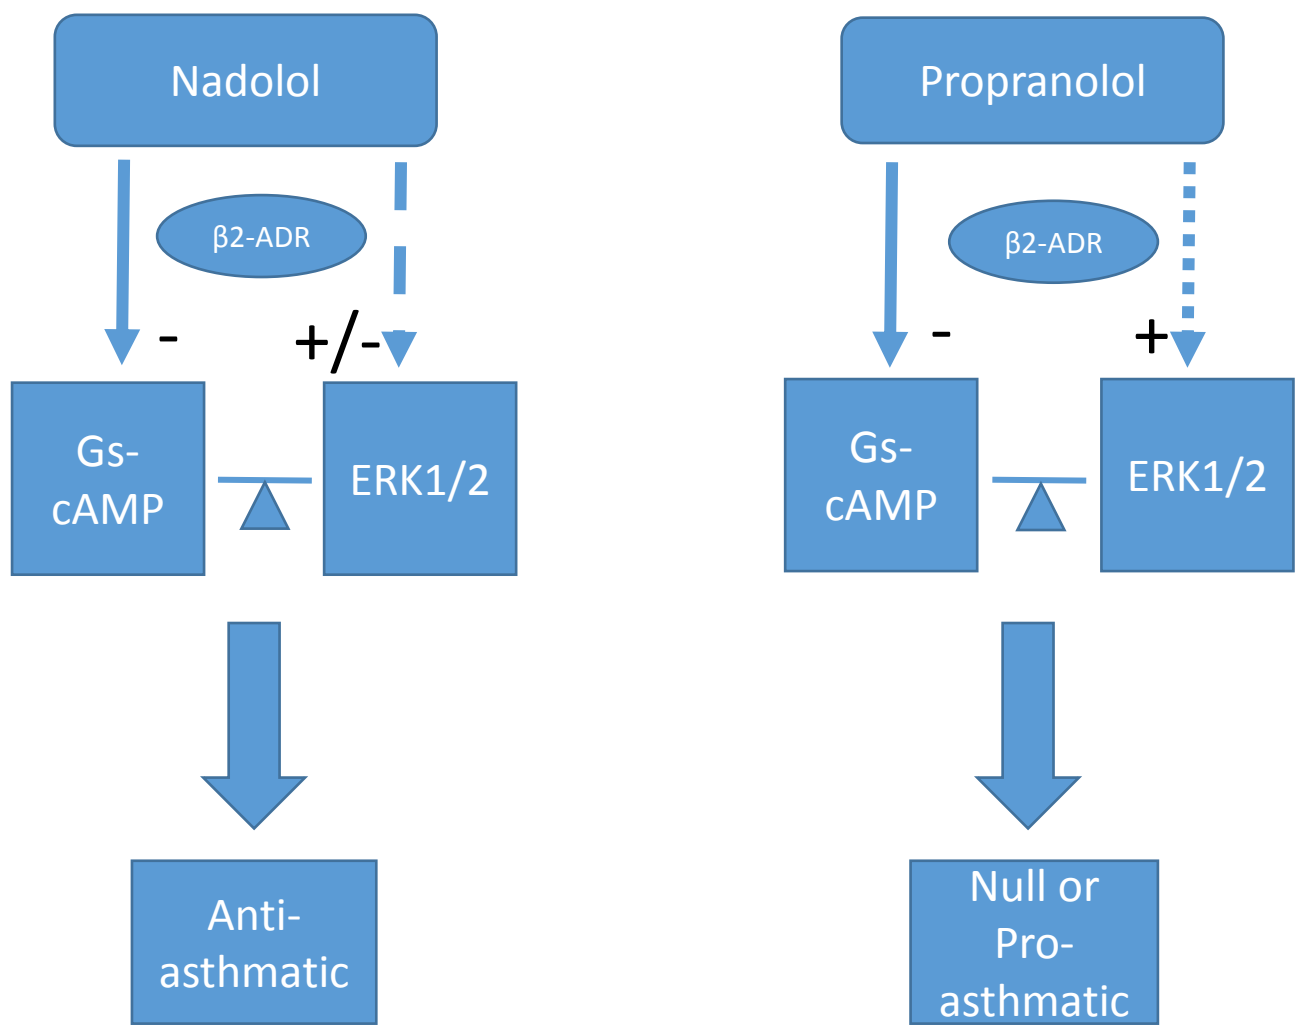 Nadolol
β2-ADR
-
+/-
Gs-
cAMP
ERK1/2
Anti-
asthmatic
Propranolol
β2-ADR
-
+
Gs-
cAMP
ERK1/2
Null or
Pro-
asthmatic